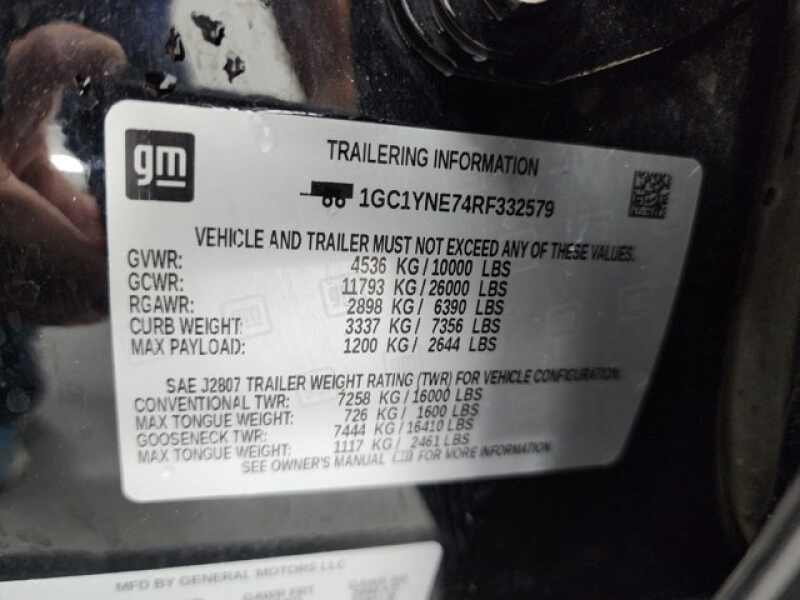 gm
TRAILERING INFORMATION
1GC1YNE74RF332579
VEHICLE AND TRAILER MUST NOT EXCEED ANY OF THESE VALUES.
GVWR: 4536 KG / 10000 LBS
GCWR: 11793 KG / 26000 LBS
RGAWR: 2898 KG / 6390 LBS
CURB WEIGHT: 3337 KG / 7356 LBS
MAX PAYLOAD: 1200 KG / 2644 LBS
SAE J2807 TRAILER WEIGHT RATING (TWR) FOR VEHICLE CONFIGURATION.
CONVENTIONAL TWR: 7258 KG / 16000 LBS
MAX TONGUE WEIGHT: 726 KG / 1600 LBS
GOOSENECK TWR: 7444 KG / 16410 LBS
MAX TONGUE WEIGHT: 1117 KG / 2461 LBS
SEE OWNER'S MANUAL FOR MORE INFORMATION
MFD BY GENERAL MOTORS LLC
GAWR FRT